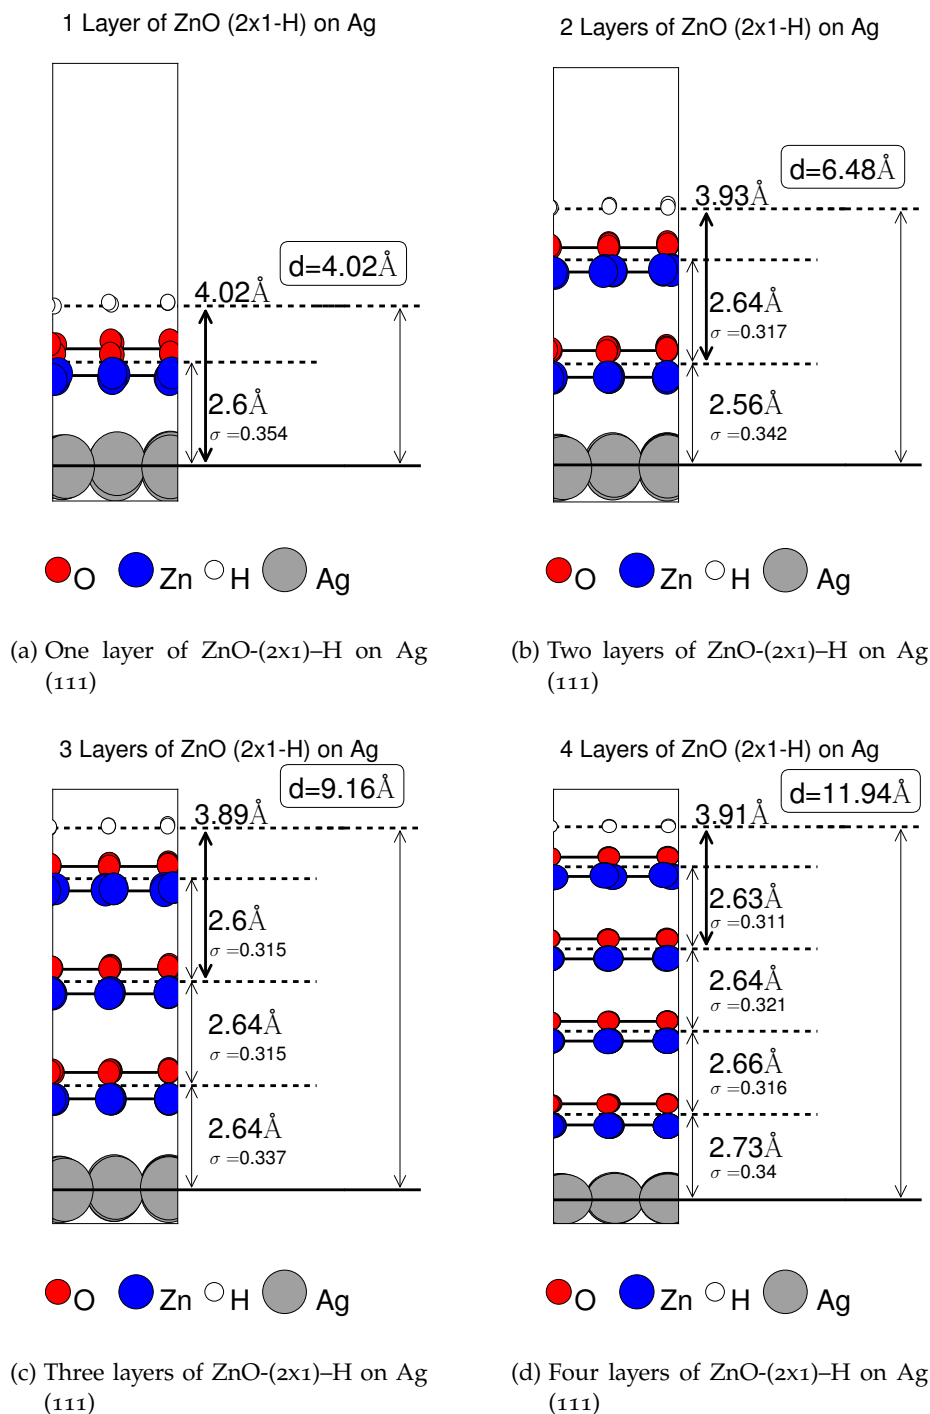 1 Layer of ZnO (2x1-H) on Ag
d=4.02Å
4.02Å
2.6Å
σ =0.354
O Zn H Ag
(a) One layer of ZnO-(2x1)–H on Ag
(111)
2 Layers of ZnO (2x1-H) on Ag
d=6.48Å
3.93Å
2.64Å
σ =0.317
2.56Å
σ =0.342
O Zn H Ag
(b) Two layers of ZnO-(2x1)–H on Ag
(111)
3 Layers of ZnO (2x1-H) on Ag
d=9.16Å
3.89Å
2.6Å
σ =0.315
2.64Å
σ =0.315
2.64Å
σ =0.337
O Zn H Ag
(c) Three layers of ZnO-(2x1)–H on Ag
(111)
4 Layers of ZnO (2x1-H) on Ag
d=11.94Å
3.91Å
2.63Å
σ =0.311
2.64Å
σ =0.321
2.66Å
σ =0.316
2.73Å
σ =0.34
O Zn H Ag
(d) Four layers of ZnO-(2x1)–H on Ag
(111)